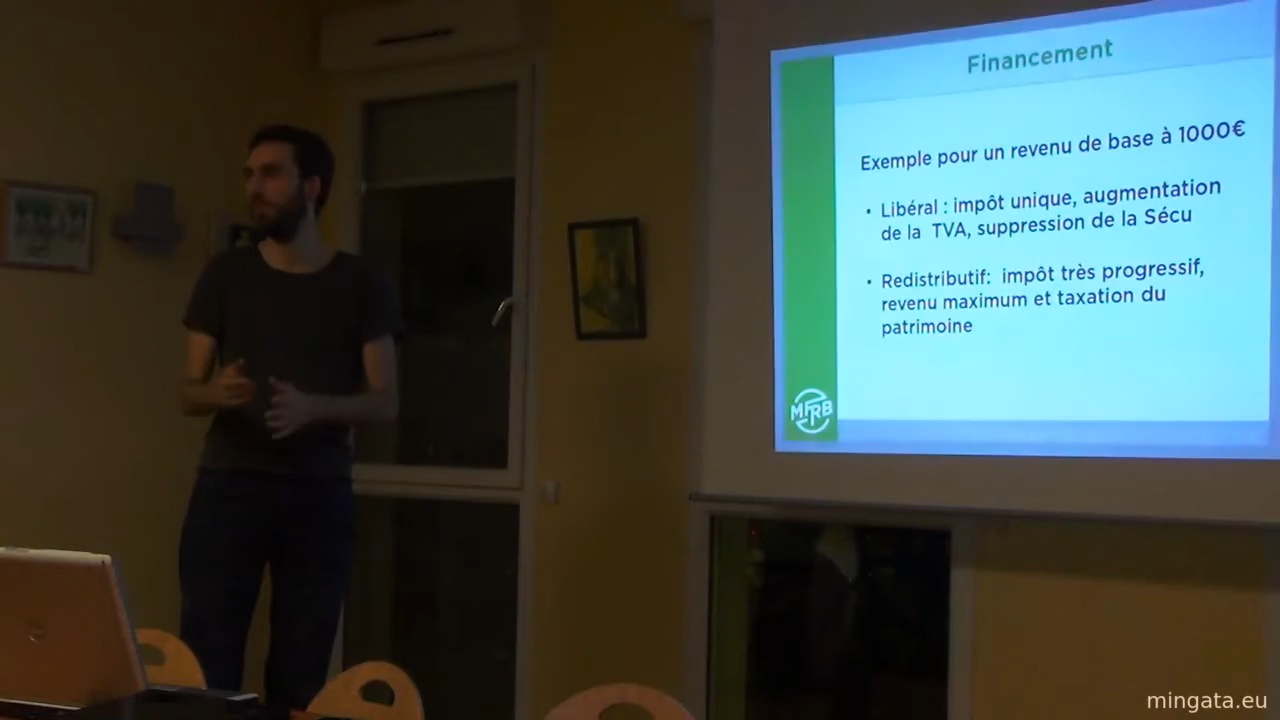 Financement
Exemple pour un revenu de base à 1000€
• Libéral : impôt unique, augmentation
de la TVA, suppression de la Sécu
• Redistributif: impôt très progressif,
revenu maximum et taxation du
patrimoine
MFRB
mingata.eu